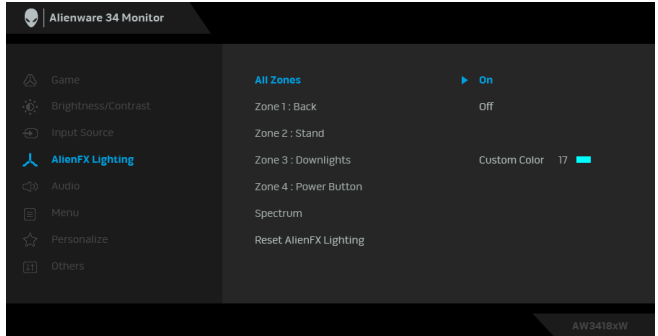 Alienware 34 Monitor
Game
Brightness/Contrast
Input Source
AlienFX Lighting
Audio
Menu
Personalize
Others
All Zones
Zone 1 : Back
Zone 2 : Stand
Zone 3 : Downlights
Zone 4 : Power Button
Spectrum
Reset AlienFX Lighting
On
Off
Custom Color 17
AW3418xW